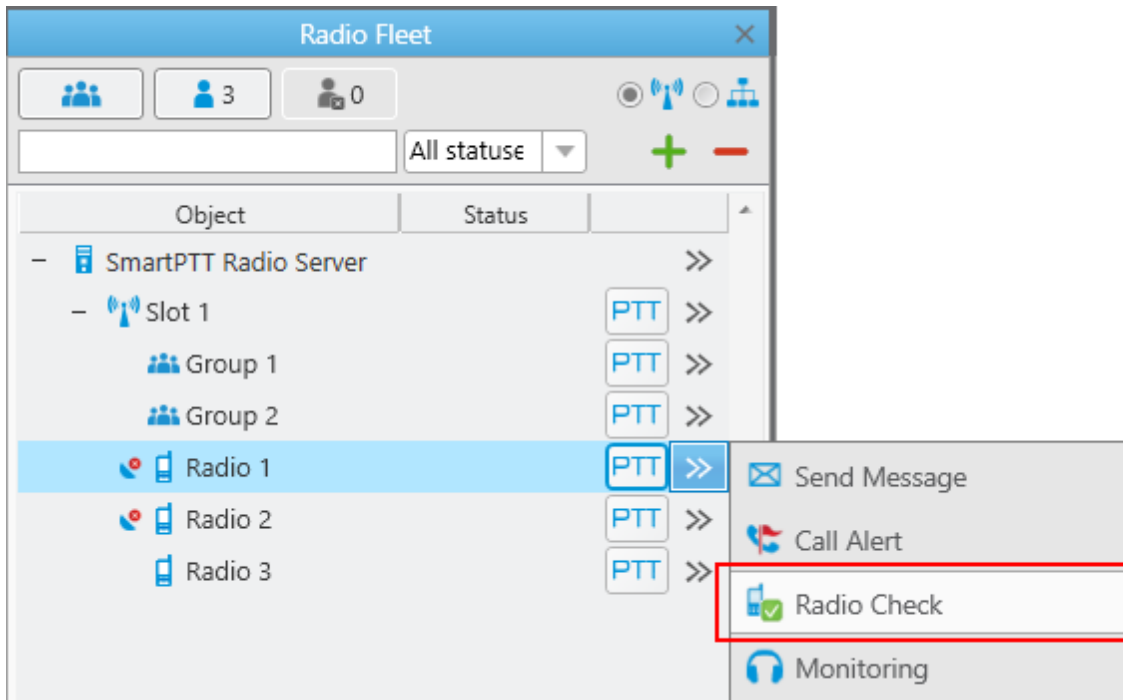 Radio Fleet
3
0
All statuse
Object Status
SmartPTT Radio Server
Slot 1 PTT
Group 1 PTT
Group 2 PTT
Radio 1 PTT
Radio 2 PTT
Radio 3 PTT
Send Message
Call Alert
Radio Check
Monitoring